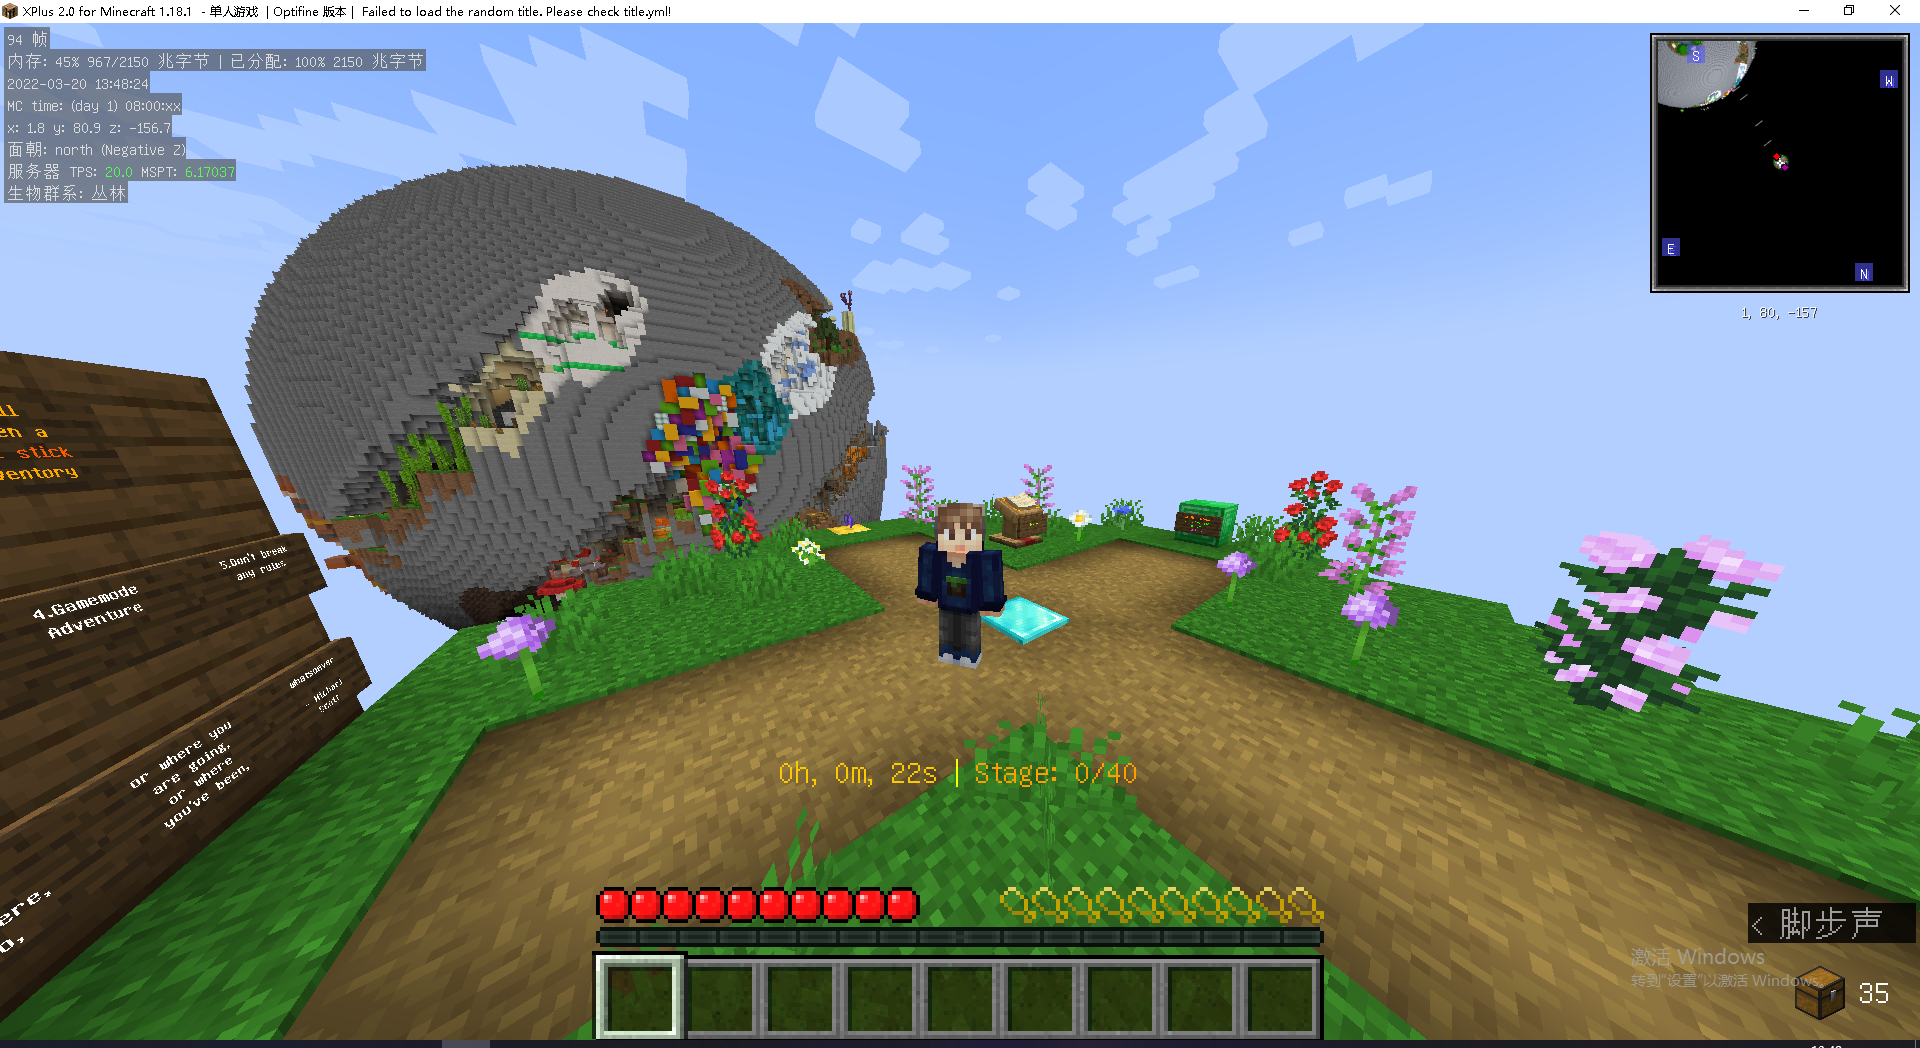 XPlus 2.0 for Minecraft 1.18.1 - 单人游戏 | Optifine 版本 | Failed to load the random title. Please check title.yml!
94 帧
内存: 45% 967/2150 兆字节 | 已分配: 100% 2150 兆字节
2022-03-20 13:48:24
MC time: (day 1) 08:00:xx
x: 1.8 y: 80.9 z: -156.7
面朝: north (Negative Z)
服务器 TPS: 20.0 MSPT: 6.17037
生物群系: 丛林
S
W
E
N
1, 80, -157
en a
stick
ventory
4.Gamemode
Adventure
5.Don't break
any rules
or where you
are going,
or where
you've been,
whatsoever
- Michael
Scott
ere,
o,
0h, 0m, 22s | Stage: 0/40
< 脚步声
激活 Windows
转到"设置"以激活 Windows。
35